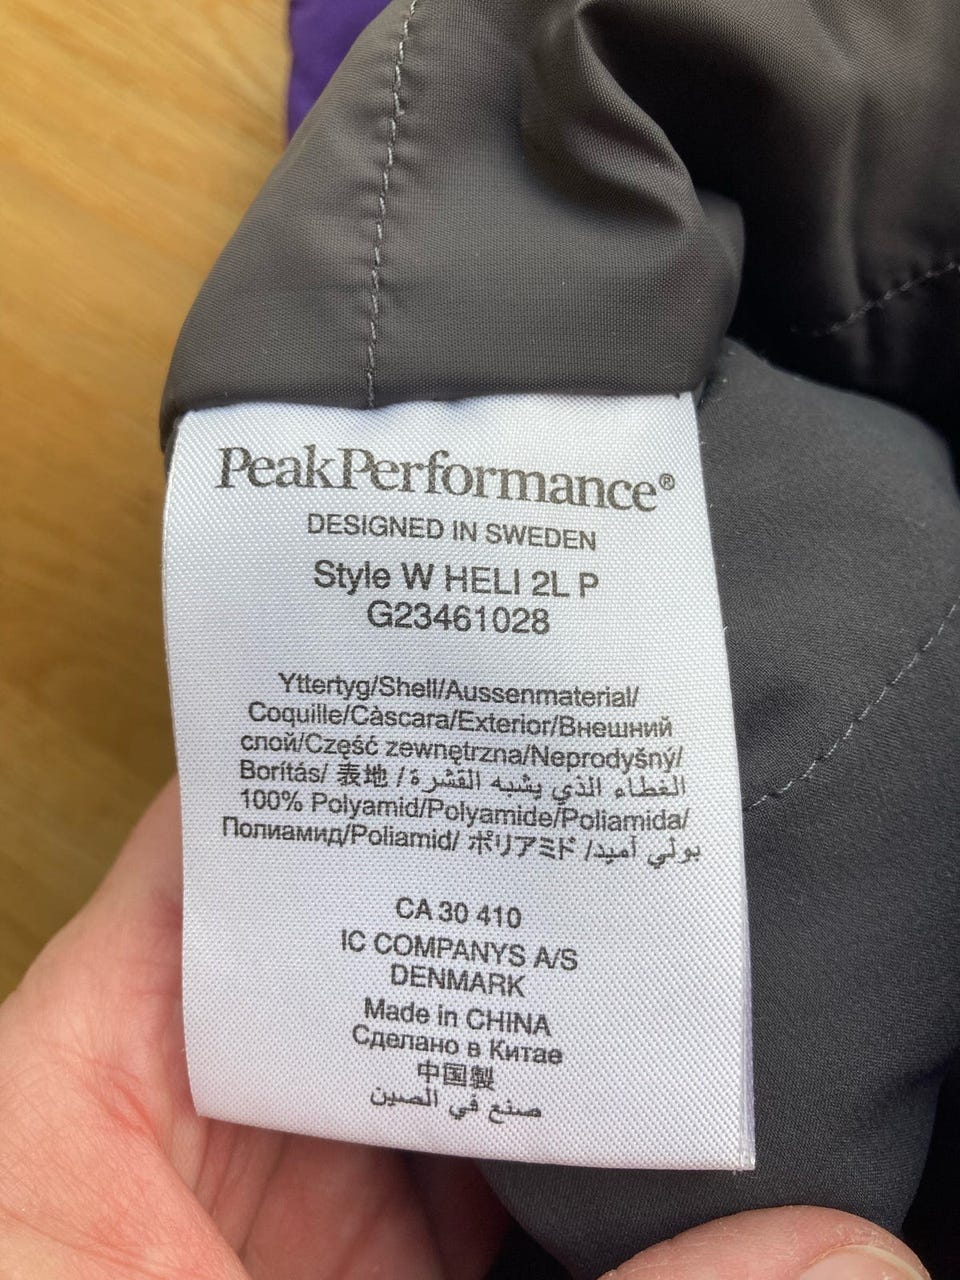 PeakPerformance®
DESIGNED IN SWEDEN
Style W HELI 2L P
G23461028
Yttertyg/Shell/Aussenmaterial/
Coquille/Càscara/Exterior/Внешний
слой/Część zewnętrzna/Neprodyšný/
Borítás/ 表地 / الغطاء الذي يشبه القشرة
100% Polyamid/Polyamide/Poliamida/
Полиамид/Poliamid/ ポリアミド /بولي أميد
CA 30 410
IC COMPANYS A/S
DENMARK
Made in CHINA
Сделано в Китае
中国製
صنع في الصين